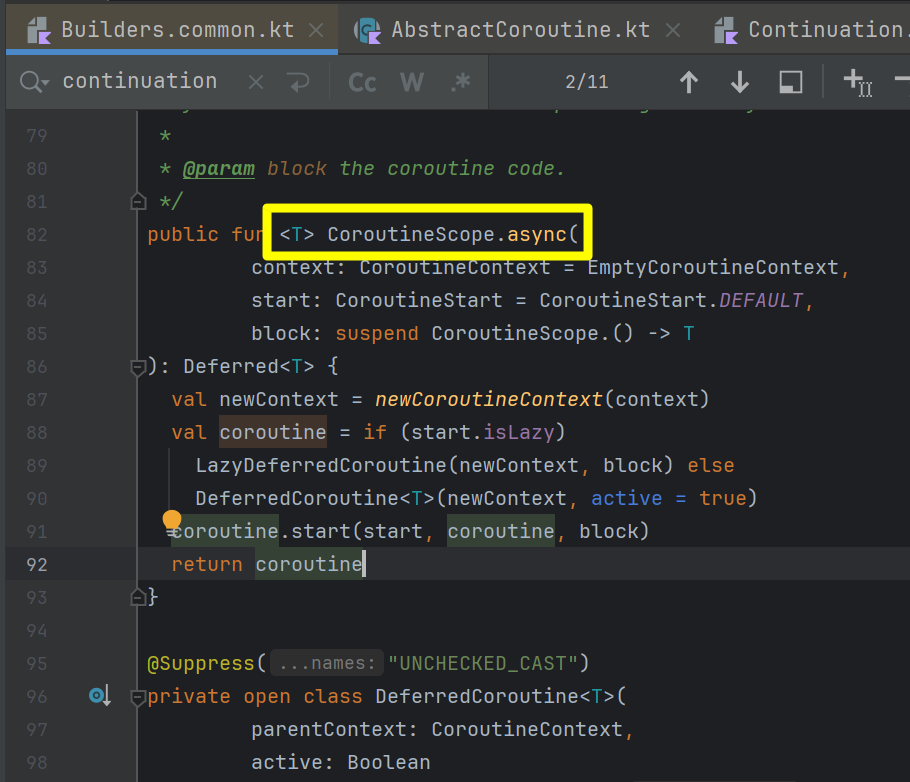 Builders.common.kt AbstractCoroutine.kt Continuation.
continuation Cc W .* 2/11
79 *
80 * @param block the coroutine code.
81 */
82 public fun <T> CoroutineScope.async(
83 context: CoroutineContext = EmptyCoroutineContext,
84 start: CoroutineStart = CoroutineStart.DEFAULT,
85 block: suspend CoroutineScope.() -> T
86 ): Deferred<T> {
87 val newContext = newCoroutineContext(context)
88 val coroutine = if (start.isLazy)
89 LazyDeferredCoroutine(newContext, block) else
90 DeferredCoroutine<T>(newContext, active = true)
91 coroutine.start(start, coroutine, block)
92 return coroutine
93 }
94
95 @Suppress( ...names: "UNCHECKED_CAST")
96 private open class DeferredCoroutine<T>(
97 parentContext: CoroutineContext,
98 active: Boolean